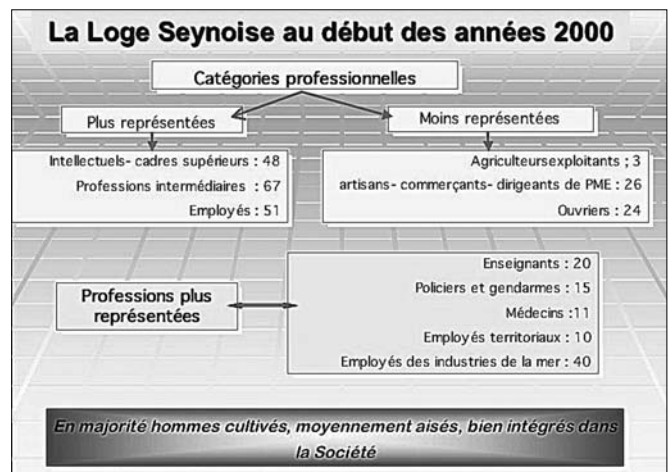 La Loge Seynoise au début des années 2000
Catégories professionnelles
Plus représentées
Moins représentées
Intellectuels- cadres supérieurs : 48
Professions intermédiaires : 67
Employés : 51
Agriculteursexploitants ; 3
artisans- commerçants- dirigeants de PME : 26
Ouvriers : 24
Professions plus
représentées
Enseignants : 20
Policiers et gendarmes : 15
Médecins :11
Employés territoriaux : 10
Employés des industries de la mer : 40
En majorité hommes cultivés, moyennement aisés, bien intégrés dans
la Société